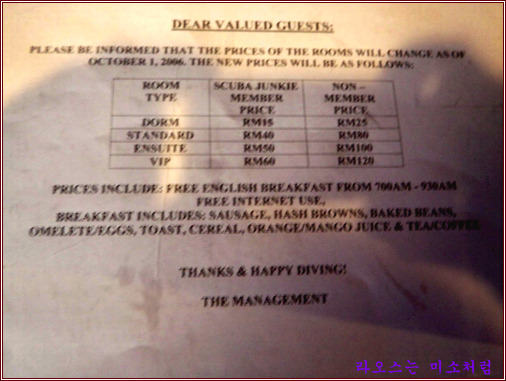 DEAR VALUED GUESTS:
PLEASE BE INFORMED THAT THE PRICES OF THE ROOMS WILL CHANGE AS OF
OCTOBER 1, 2006. THE NEW PRICES WILL BE AS FOLLOWS:
ROOM TYPE SCUBA JUNKIE MEMBER PRICE NON – MEMBER PRICE
DORM RM15 RM25
STANDARD RM40 RM80
ENSUITE RM50 RM100
VIP RM60 RM120
PRICES INCLUDE: FREE ENGLISH BREAKFAST FROM 700AM - 930AM
FREE INTERNET USE,
BREAKFAST INCLUDES: SAUSAGE, HASH BROWNS, BAKED BEANS,
OMELETE/EGGS, TOAST, CEREAL, ORANGE/MANGO JUICE & TEA/COFFEE
THANKS & HAPPY DIVING!
THE MANAGEMENT
라오스는 미소처럼